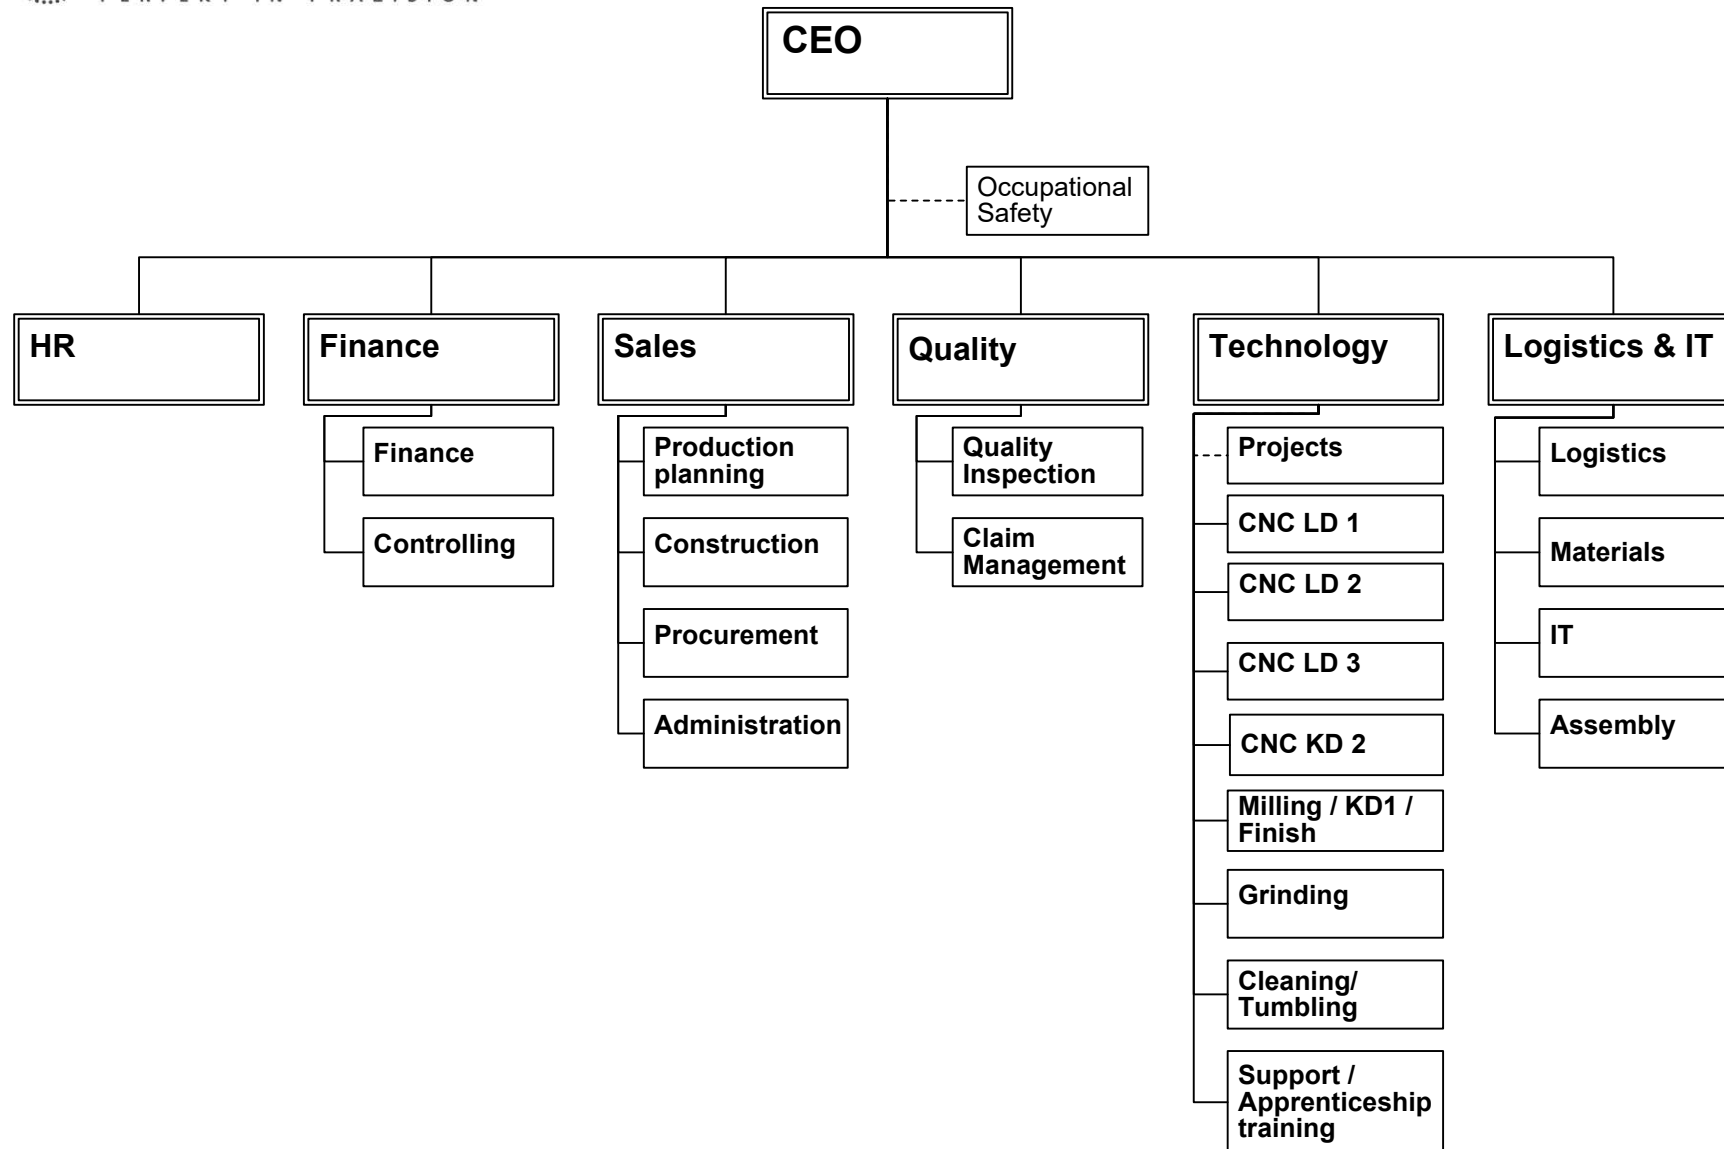 CEO
Occupational
Safety
HR
Finance
Sales
Quality
Technology
Logistics & IT
Finance
Controlling
Production
planning
Construction
Procurement
Administration
Quality
Inspection
Claim
Management
Projects
CNC LD 1
CNC LD 2
CNC LD 3
CNC KD 2
Milling / KD1 /
Finish
Grinding
Cleaning/
Tumbling
Support /
Apprenticeship
training
Logistics
Materials
IT
Assembly